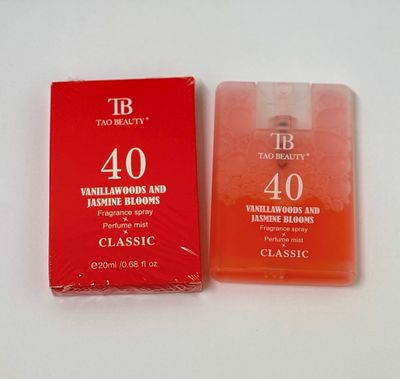 TB
TAO BEAUTY®
40
VANILLAWOODS AND
JASMINE BLOOMS
Fragrance spray
×
Perfume mist
×
CLASSIC
℮20ml /0.68 fl oz
TB
TAO BEAUTY®
40
VANILLAWOODS AND
JASMINE BLOOMS
Fragrance spray
×
Perfume mist
×
CLASSIC